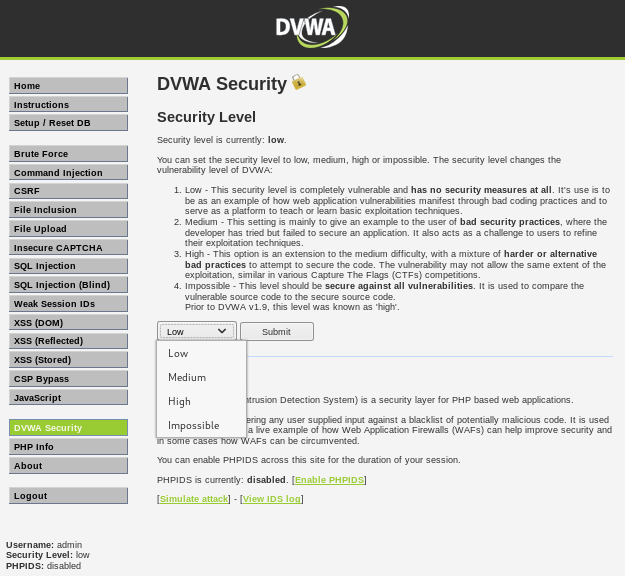 DVWA
Home
Instructions
Setup / Reset DB
Brute Force
Command Injection
CSRF
File Inclusion
File Upload
Insecure CAPTCHA
SQL Injection
SQL Injection (Blind)
Weak Session IDs
XSS (DOM)
XSS (Reflected)
XSS (Stored)
CSP Bypass
JavaScript
DVWA Security
PHP Info
About
Logout
Username: admin
Security Level: low
PHPIDS: disabled
DVWA Security
Security Level
Security level is currently: low.
You can set the security level to low, medium, high or impossible. The security level changes the
vulnerability level of DVWA:
1. Low - This security level is completely vulnerable and has no security measures at all. It's use is to
be as an example of how web application vulnerabilities manifest through bad coding practices and to
serve as a platform to teach or learn basic exploitation techniques.
2. Medium - This setting is mainly to give an example to the user of bad security practices, where the
developer has tried but failed to secure an application. It also acts as a challenge to users to refine
their exploitation techniques.
3. High - This option is an extension to the medium difficulty, with a mixture of harder or alternative
bad practices to attempt to secure the code. The vulnerability may not allow the same extent of the
exploitation, similar in various Capture The Flags (CTFs) competitions.
4. Impossible - This level should be secure against all vulnerabilities. It is used to compare the
vulnerable source code to the secure source code.
Prior to DVWA v1.9, this level was known as 'high'.
Low Submit
Low
Medium
High
Impossible
ntrusion Detection System) is a security layer for PHP based web applications.
ering any user supplied input against a blacklist of potentially malicious code. It is used
a live example of how Web Application Firewalls (WAFs) can help improve security and
in some cases how WAFs can be circumvented.
You can enable PHPIDS across this site for the duration of your session.
PHPIDS is currently: disabled. [Enable PHPIDS]
[Simulate attack] - [View IDS log]